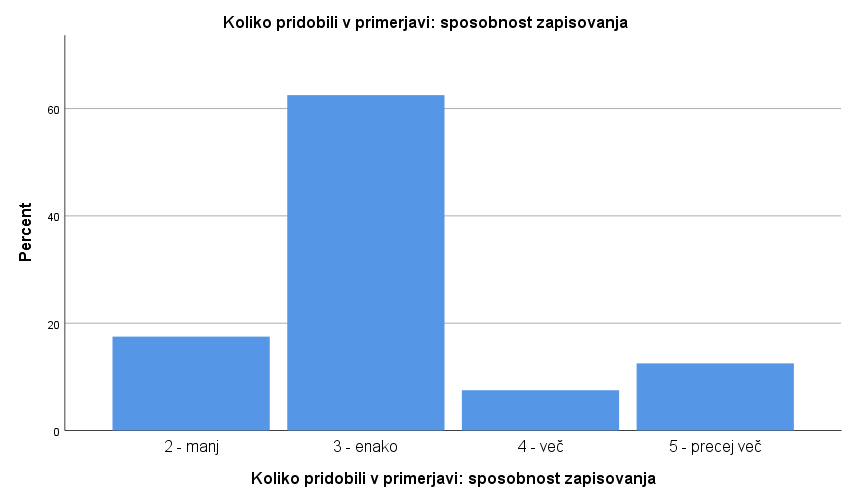 Koliko pridobili v primerjavi: sposobnost zapisovanja
60
40
20
0
Percent
2 - manj
3 - enako
4 - več
5 - precej več
Koliko pridobili v primerjavi: sposobnost zapisovanja